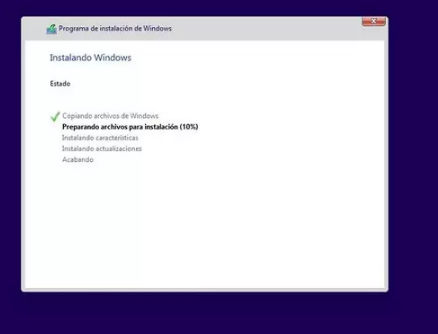 Programa de instalación de Windows
Instalando Windows
Estado
Copiando archivos de Windows
Preparando archivos para instalación (10%)
Instalando características
Instalando actualizaciones
Acabando